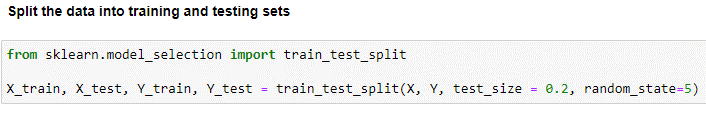 Split the data into training and testing sets
from sklearn.model_selection import train_test_split
X_train, X_test, Y_train, Y_test = train_test_split(X, Y, test_size = 0.2, random_state=5)